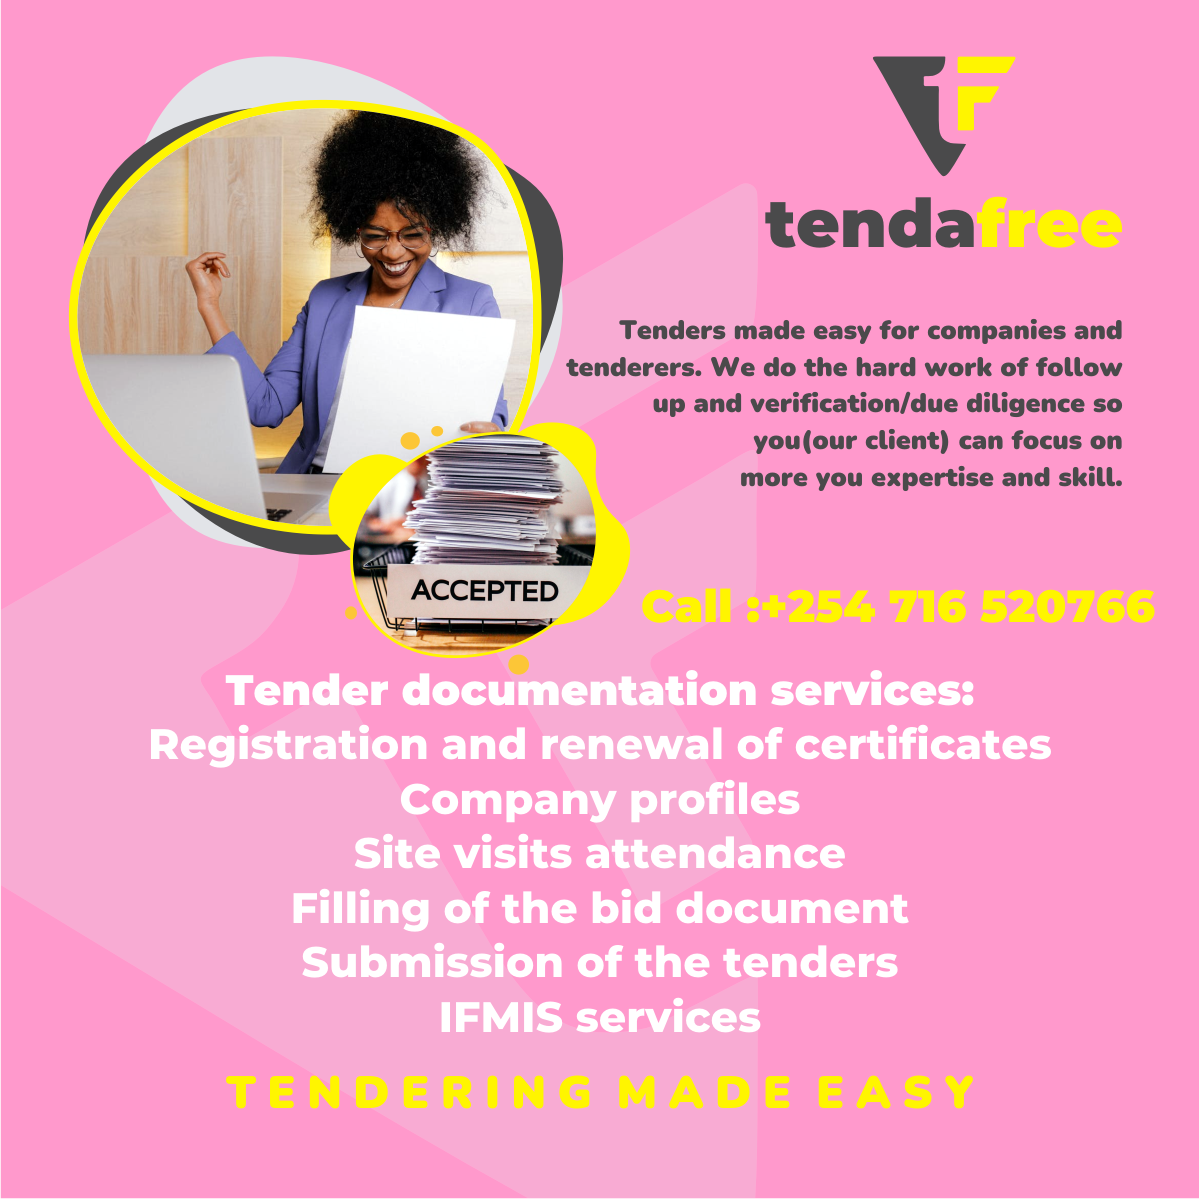 tF
tendafree
Tenders made easy for companies and
tenderers. We do the hard work of follow
up and verification/due diligence so
you(our client) can focus on
more you expertise and skill.
ACCEPTED
Call :+254 716 520766
Tender documentation services:
Registration and renewal of certificates
Company profiles
Site visits attendance
Filling of the bid document
Submission of the tenders
IFMIS services
TENDERING MADE EASY